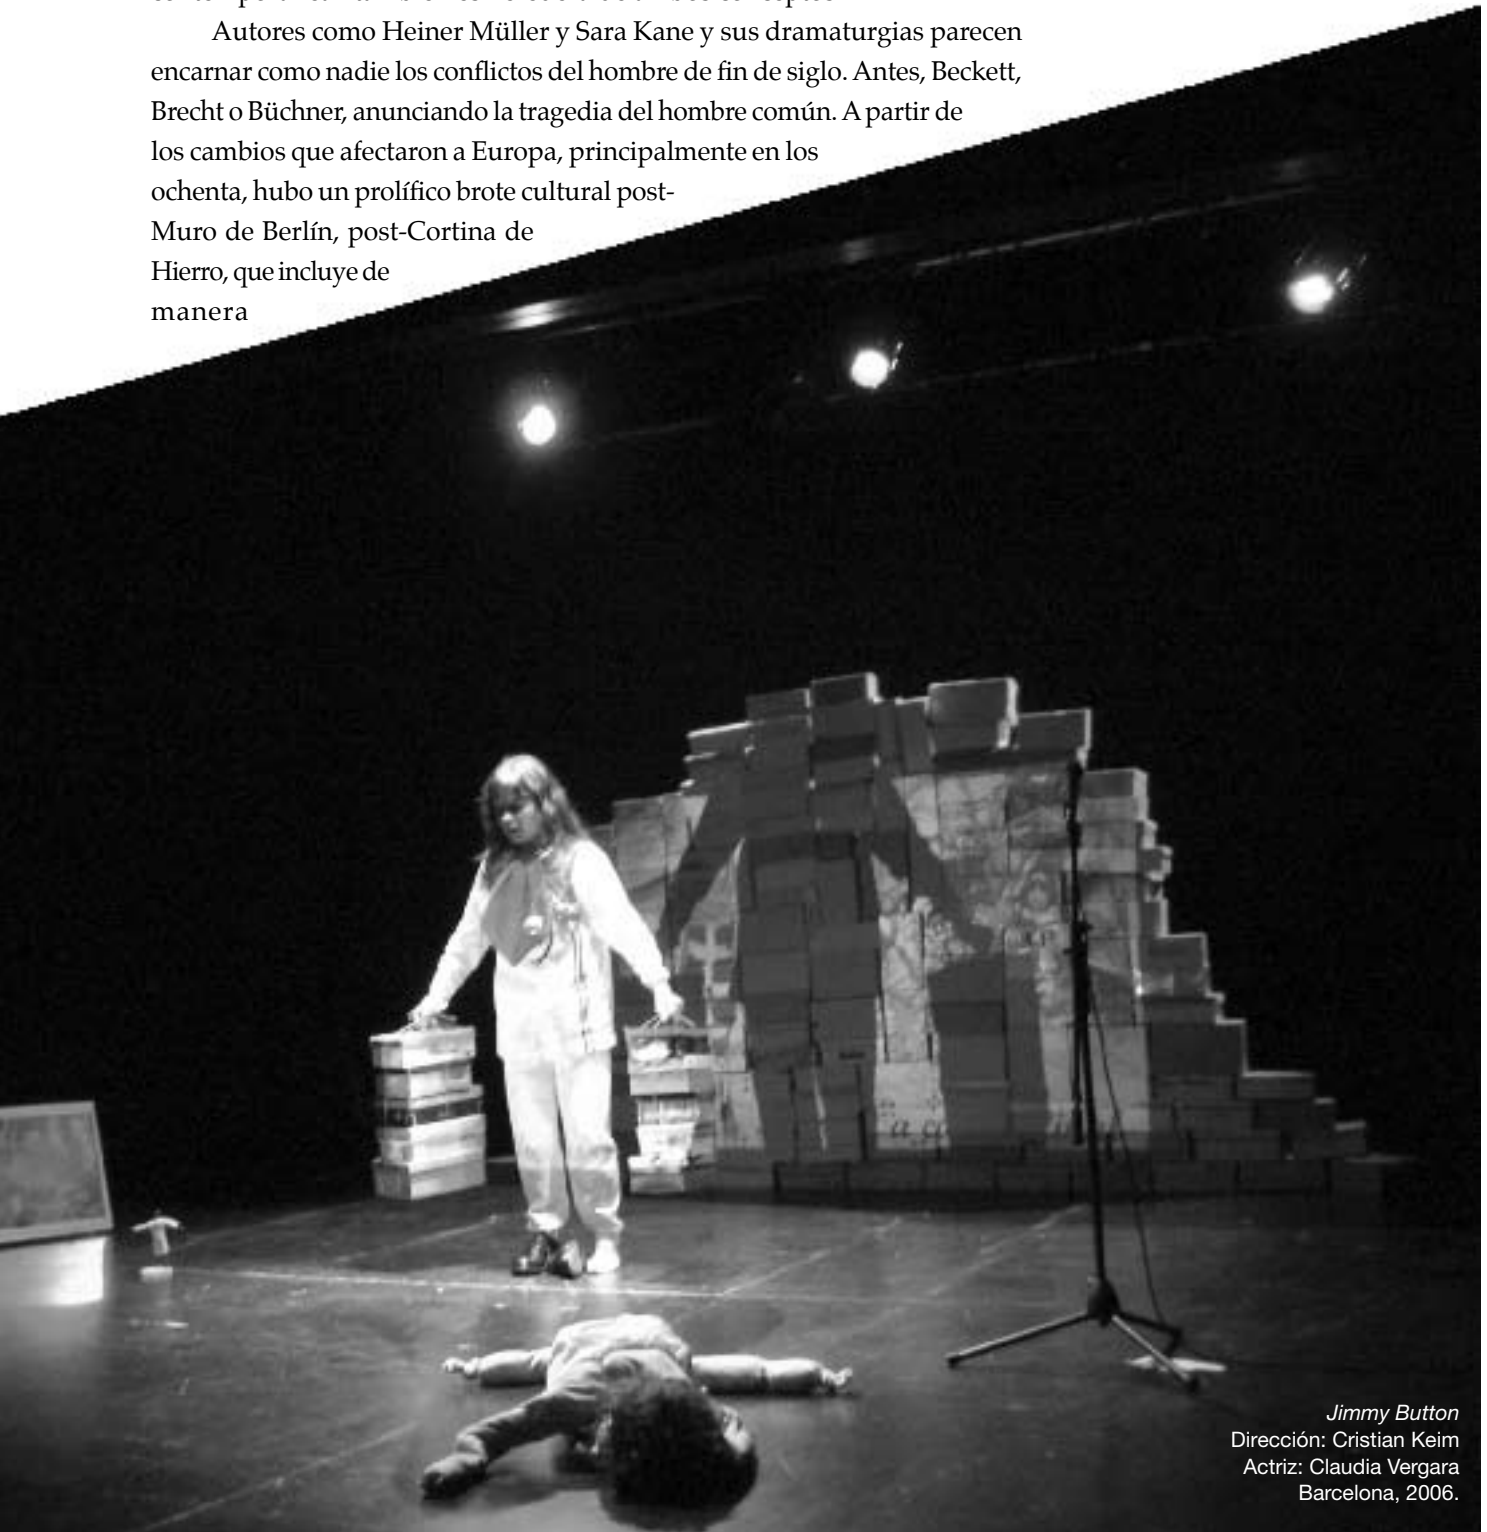 Autores como Heiner Müller y Sara Kane y sus dramaturgias parecen
encarnar como nadie los conflictos del hombre de fin de siglo. Antes, Beckett,
Brecht o Büchner, anunciando la tragedia del hombre común. A partir de
los cambios que afectaron a Europa, principalmente en los
ochenta, hubo un prolífico brote cultural post-
Muro de Berlín, post-Cortina de
Hierro, que incluye de
manera
Jimmy Button
Dirección: Cristian Keim
Actriz: Claudia Vergara
Barcelona, 2006.